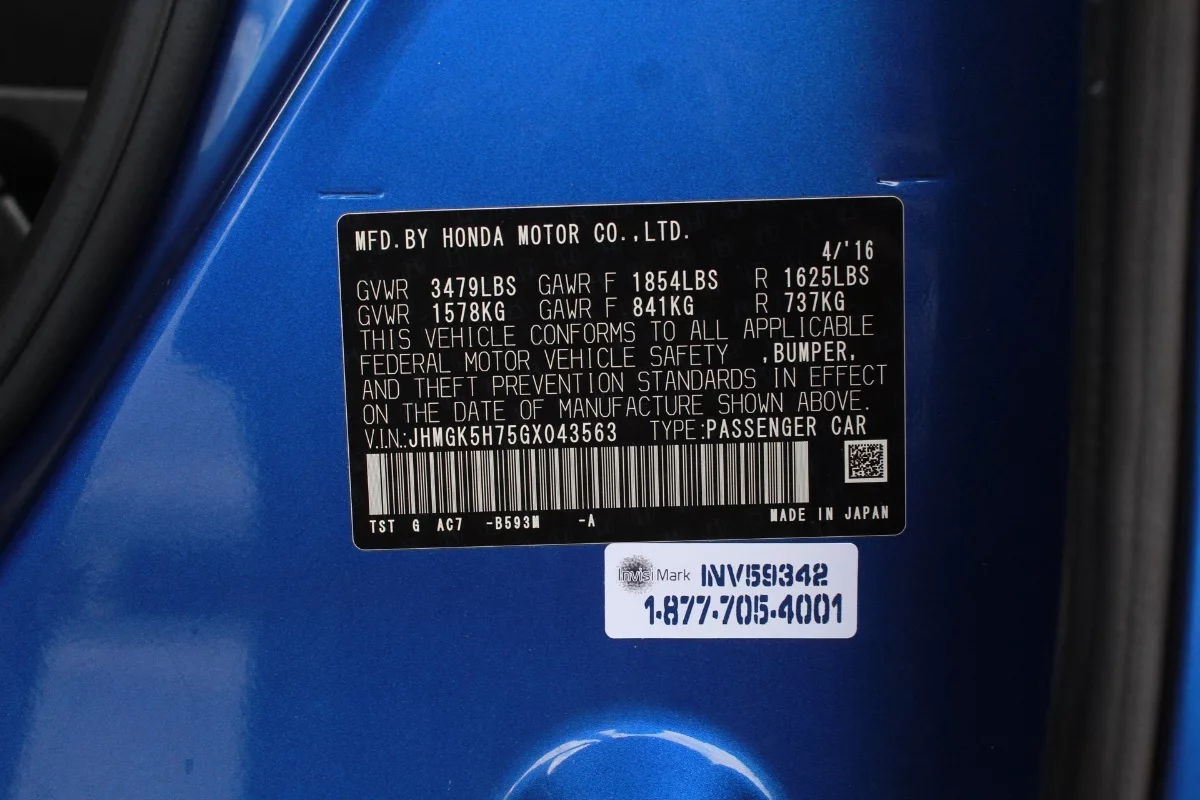 MFD.BY HONDA MOTOR CO.,LTD.
4/'16
GVWR 3479LBS GAWR F 1854LBS R 1625LBS
GVWR 1578KG GAWR F 841KG R 737KG
THIS VEHICLE CONFORMS TO ALL APPLICABLE
FEDERAL MOTOR VEHICLE SAFETY ,BUMPER,
AND THEFT PREVENTION STANDARDS IN EFFECT
ON THE DATE OF MANUFACTURE SHOWN ABOVE.
V.I.N.:JHMGK5H75GX043563 TYPE:PASSENGER CAR
TST G AC7 -B593M -A
MADE IN JAPAN
InvisiMark INV59342
1-877-705-4001